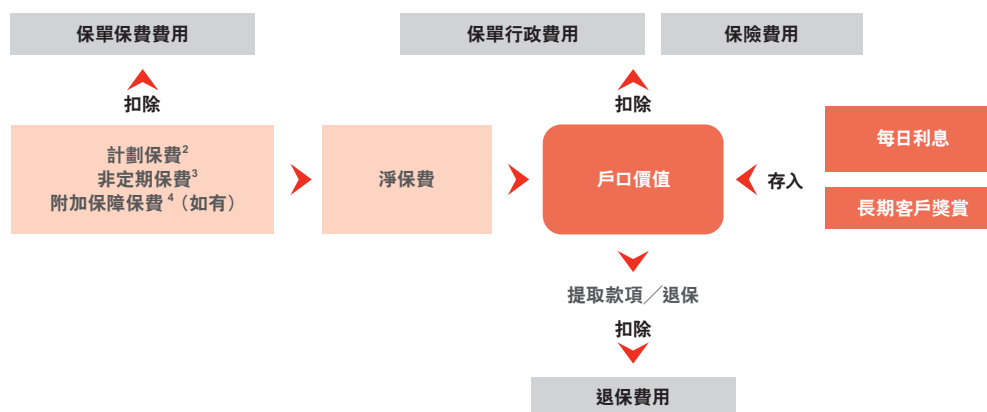 保單保費費用
保單行政費用
保險費用
扣除
扣除
計劃保費2
非定期保費3
附加保障保費4（如有）
淨保費
戶口價值
存入
每日利息
長期客戶獎賞
提取款項／退保
扣除
退保費用